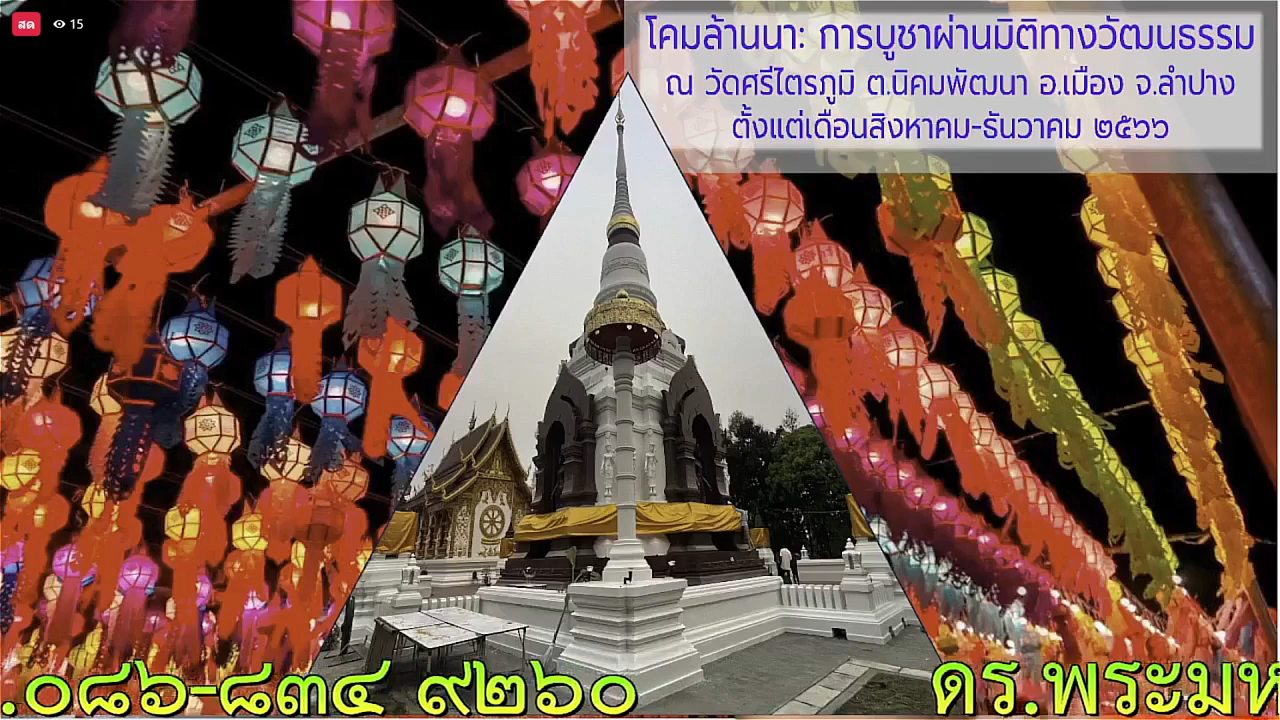 สด 15
โคมล้านนา: การบูชาผ่านมิติทางวัฒนธรรม
ณ วัดศรีไตรภูมิ ต.นิคมพัฒนา อ.เมือง จ.ลำปาง
ตั้งแต่เดือนสิงหาคม-ธันวาคม ๒๕๖๖
.๐๘๖-๘๓๔ ๙๒๖๐ ดร.พระมห